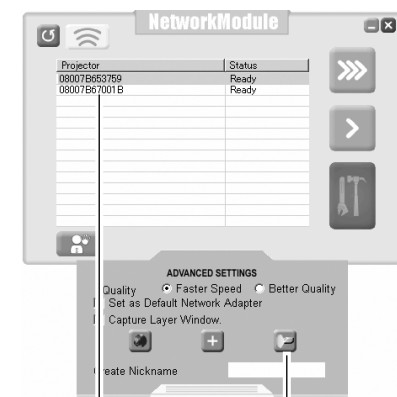 NetworkModule
Projector Status
08007B653759 Ready
08007B67001B Ready
ADVANCED SETTINGS
Quality Faster Speed Better Quality
Set as Default Network Adapter
Capture Layer Window.
Create Nickname